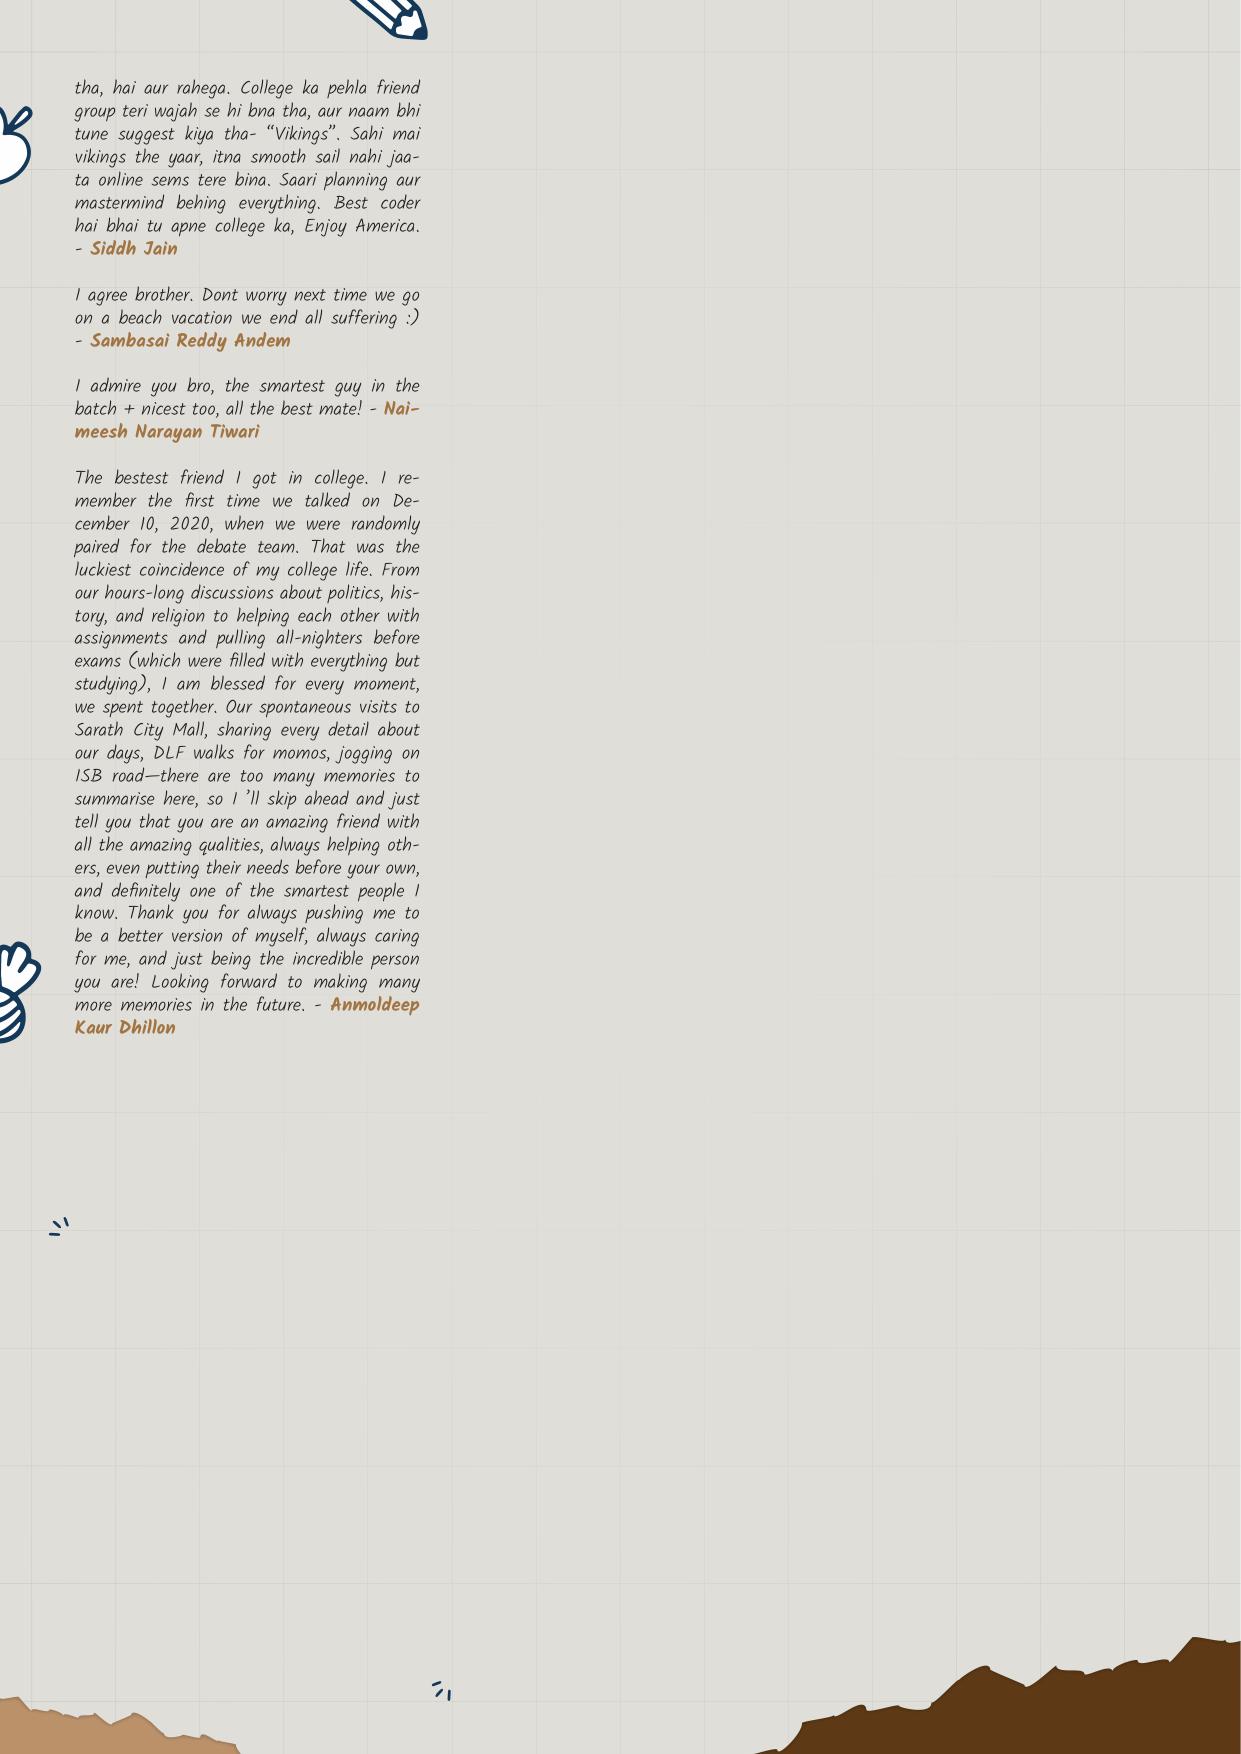 tha, hai aur rahega. College ka pehla friend
group teri wajah se hi bna tha, aur naam bhi
tune suggest kiya tha- “Vikings”. Sahi mai
vikings the yaar, itna smooth sail nahi jaa-
ta online sems tere bina. Saari planning aur
mastermind behing everything. Best coder
hai bhai tu apne college ka, Enjoy America.
- Siddh Jain
I agree brother. Dont worry next time we go
on a beach vacation we end all suffering :)
- Sambasai Reddy Andem
I admire you bro, the smartest guy in the
batch + nicest too, all the best mate! - Nai-
meesh Narayan Tiwari
The bestest friend I got in college. I re-
member the first time we talked on De-
cember 10, 2020, when we were randomly
paired for the debate team. That was the
luckiest coincidence of my college life. From
our hours-long discussions about politics, his-
tory, and religion to helping each other with
assignments and pulling all-nighters before
exams (which were filled with everything but
studying), I am blessed for every moment,
we spent together. Our spontaneous visits to
Sarath City Mall, sharing every detail about
our days, DLF walks for momos, jogging on
ISB road—there are too many memories to
summarise here, so I ’ll skip ahead and just
tell you that you are an amazing friend with
all the amazing qualities, always helping oth-
ers, even putting their needs before your own,
and definitely one of the smartest people I
know. Thank you for always pushing me to
be a better version of myself, always caring
for me, and just being the incredible person
you are! Looking forward to making many
more memories in the future. - Anmoldeep
Kaur Dhillon